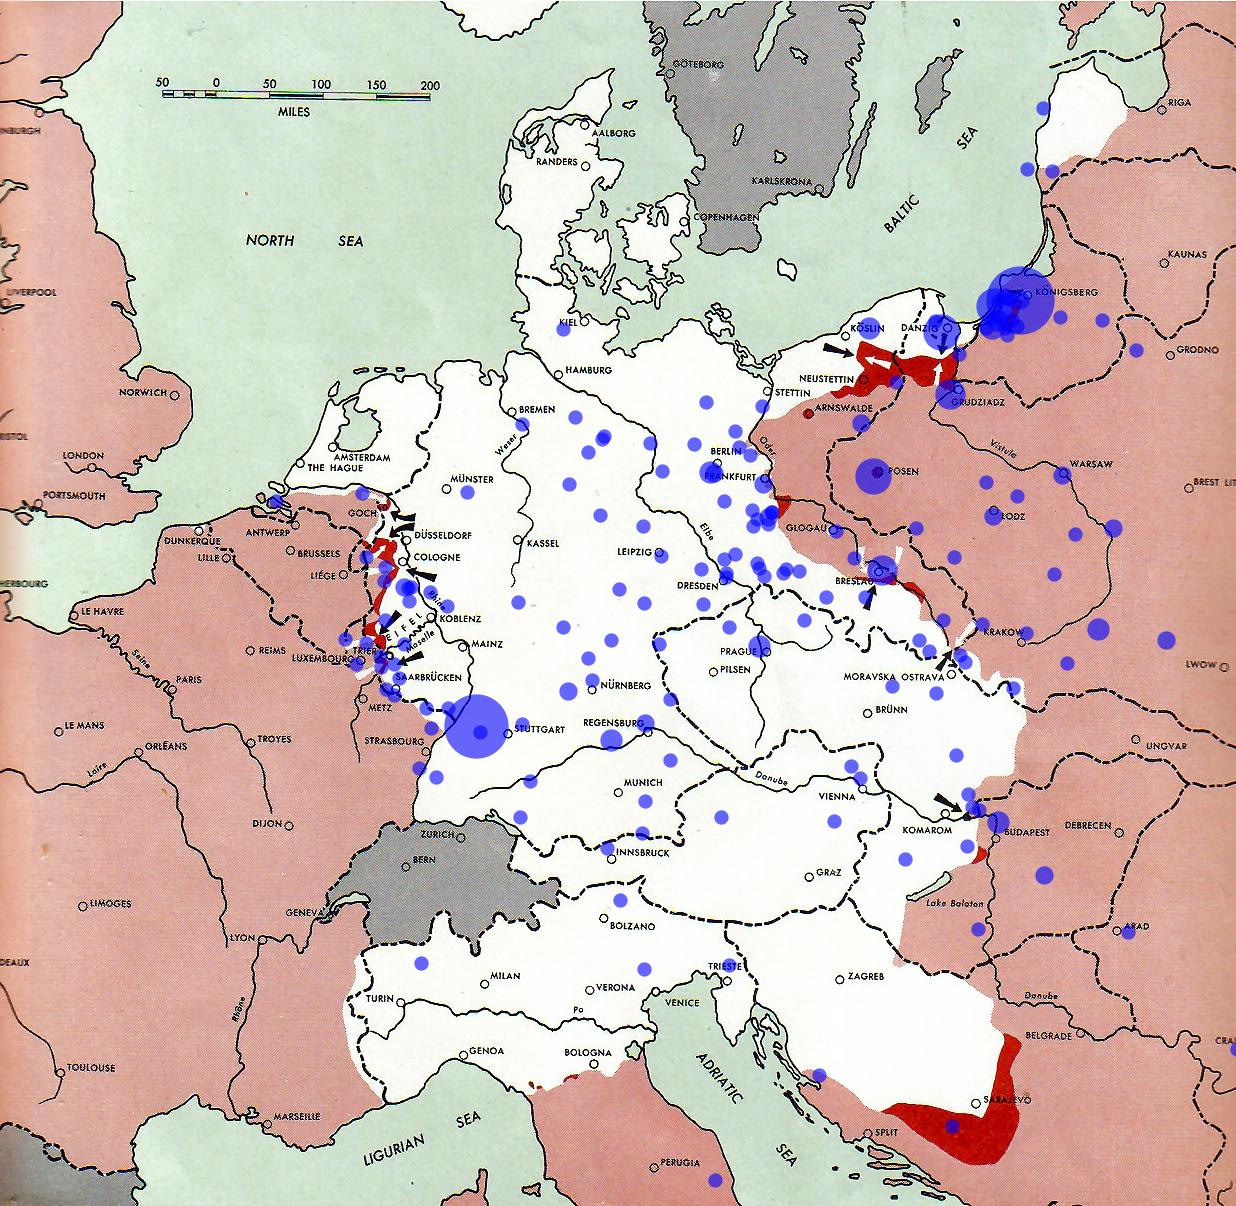 GÖTEBORG
50 0 50 100 150 200
MILES
RIGA
INBURGH
AALBORG
RANDERS
SEA
KARLSKRONA
BALTIC
COPENHAGEN
NORTH SEA
KAUNAS
LIVERPOOL
KÖNIGSBERG
KIEL
KÖSLIN
DANZIG
GRODNO
HAMBURG
NEUSTETTIN
NORWICH
STETTIN
GRUDZIADZ
ARNSWALDE
BREMEN
ISTOL
Oder
Weser
Vistule
LONDON
AMSTERDAM
BERLIN
THE HAGUE
WARSAW
POSEN
FRANKFURT
MÜNSTER
BREST LIT
PORTSMOUTH
GOCH
LODZ
GLOGAU
ANTWERP
DÜSSELDORF
Elbe
DUNKERQUE
KASSEL
BRUSSELS
LEIPZIG
LILLE
COLOGNE
LIÉGE
BRESLAU
HERBOURG
DRESDEN
Rhine
LE HAVRE
KOBLENZ
EIFEL
KRAKOW
Moselle
MAINZ
REIMS
TRIER
PRAGUE
Seine
LUXEMBOURG
LWOW
PILSEN
SAARBRÜCKEN
MORAVSKA OSTRAVA
PARIS
NÜRNBERG
METZ
BRÜNN
LE MANS
REGENSBURG
STUTTGART
TROYES
STRASBOURG
UNGVAR
ORLÉANS
Loire
Danube
MUNICH
VIENNA
DIJON
DEBRECEN
KOMAROM
BUDAPEST
ZURICH
INNSBRUCK
BERN
GRAZ
LIMOGES
Lake Balaton
GENEVA
BOLZANO
ARAD
LYON
DEAUX
TRIESTE
MILAN
ZAGREB
VERONA
TURIN
Danube
VENICE
Rhône
Po
BELGRADE
CRAI
GENOA
BOLOGNA
TOULOUSE
ADRIATIC
SARAJEVO
MARSEILLE
LIGURIAN SEA
SPLIT
SEA
PERUGIA